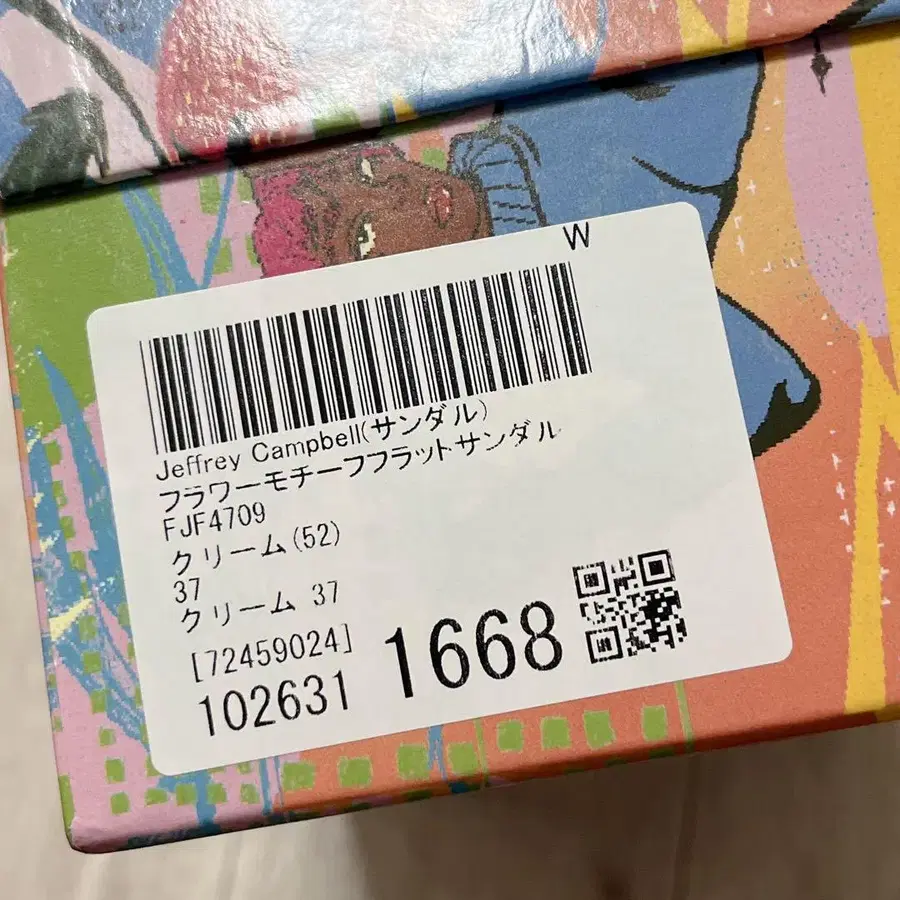 W
Jeffrey Campbell(サンダル)
フラワーモチーフフラットサンダル
FJF4709
クリーム(52)
37
クリーム 37
[72459024]
102631 1668